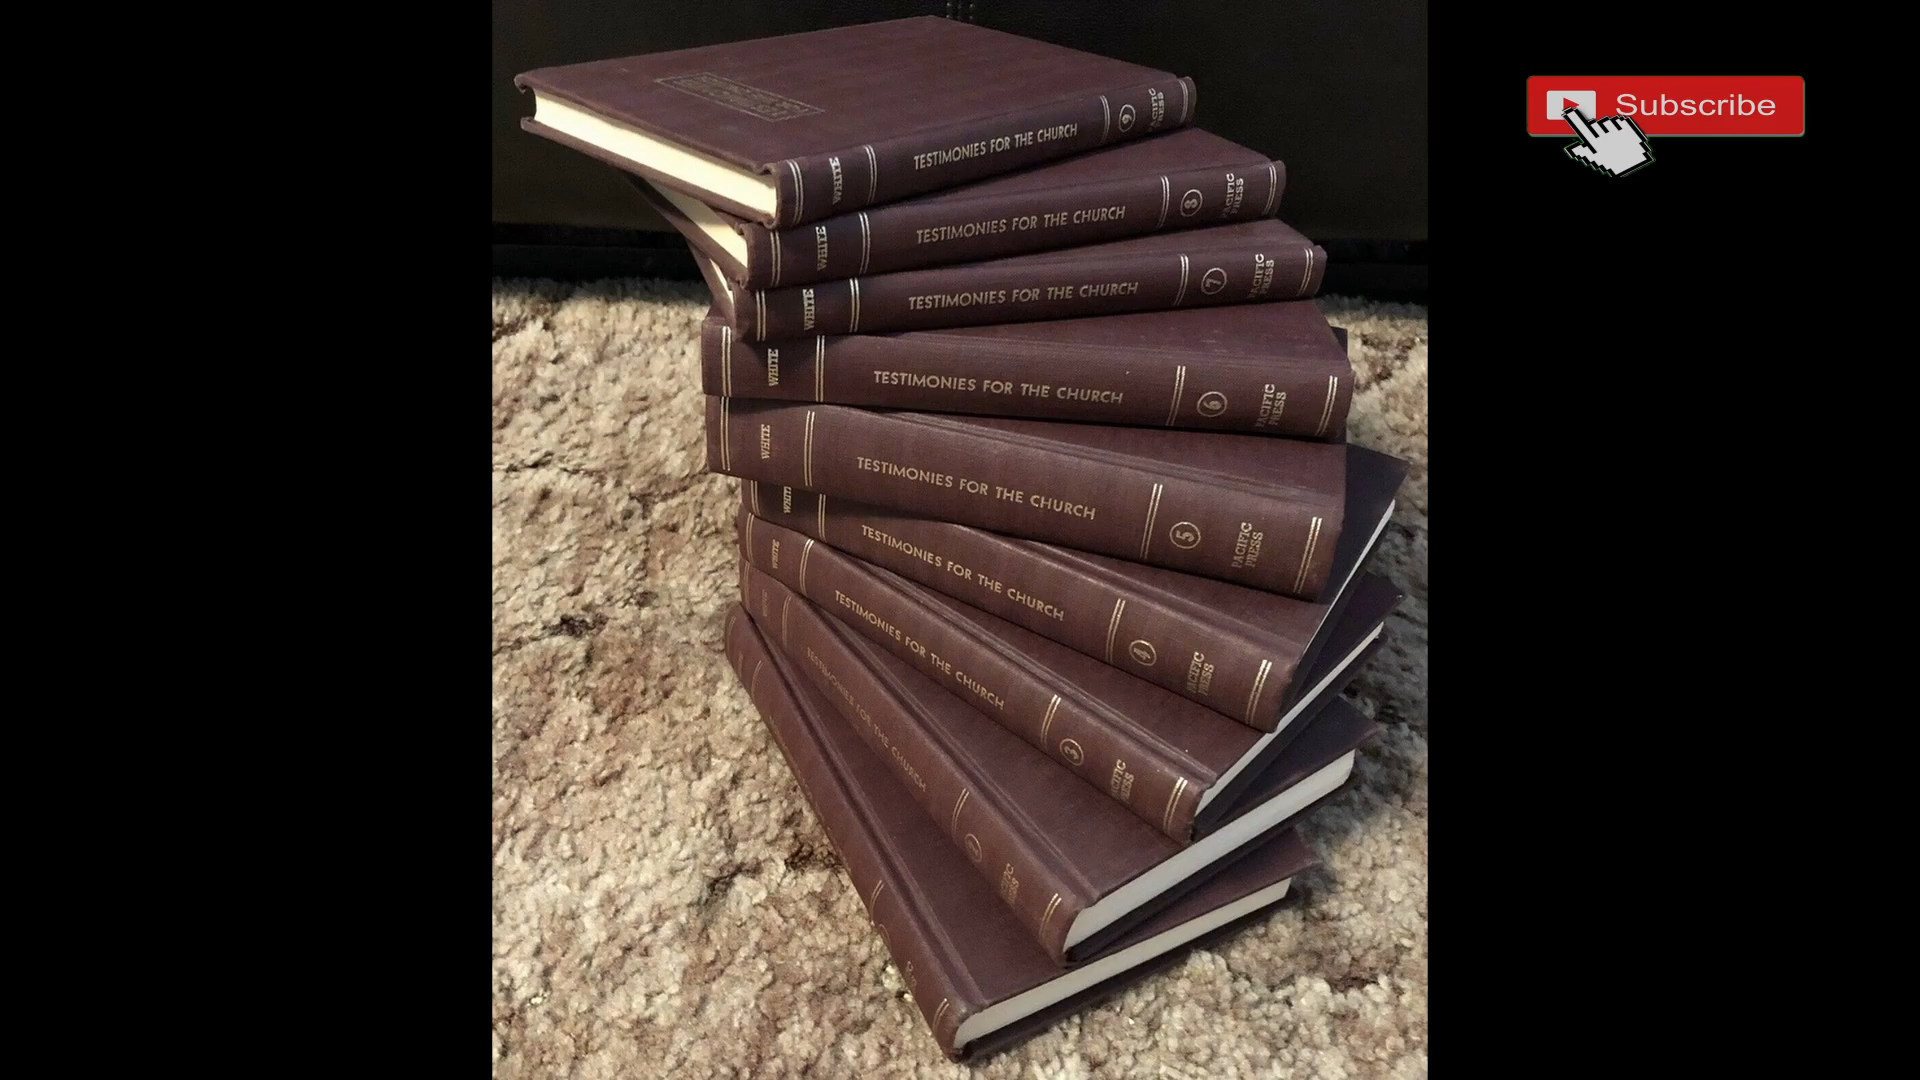 Subscribe
WHITE TESTIMONIES FOR THE CHURCH 9 PACIFIC PRESS
WHITE TESTIMONIES FOR THE CHURCH 8 PACIFIC PRESS
WHITE TESTIMONIES FOR THE CHURCH 7 PACIFIC PRESS
WHITE TESTIMONIES FOR THE CHURCH 6 PACIFIC PRESS
WHITE TESTIMONIES FOR THE CHURCH 5 PACIFIC PRESS
WHITE TESTIMONIES FOR THE CHURCH 4 PACIFIC PRESS
WHITE TESTIMONIES FOR THE CHURCH 3 PACIFIC PRESS
TESTIMONIES FOR THE CHURCH 2